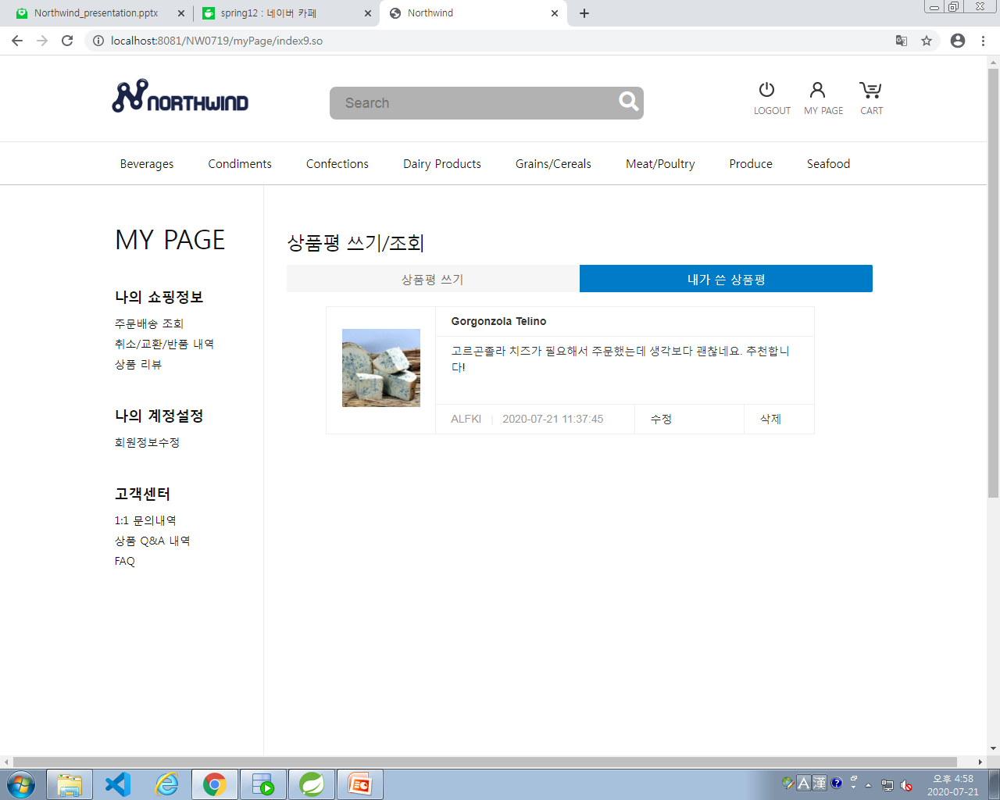 Northwind_presentation.pptx
spring12 : 네이버 카페
Northwind
localhost:8081/NW0719/myPage/index9.so
NORTHWIND
Search
LOGOUT
MY PAGE
CART
Beverages
Condiments
Confections
Dairy Products
Grains/Cereals
Meat/Poultry
Produce
Seafood
MY PAGE
나의 쇼핑정보
주문배송 조회
취소/교환/반품 내역
상품 리뷰
나의 계정설정
회원정보수정
고객센터
1:1 문의내역
상품 Q&A 내역
FAQ
상품평 쓰기/조회
상품평 쓰기
내가 쓴 상품평
Gorgonzola Telino
고르곤졸라 치즈가 필요해서 주문했는데 생각보다 괜찮네요. 추천합니
다!
ALFKI
2020-07-21 11:37:45
수정
삭제
A 漢
오후 4:58
2020-07-21